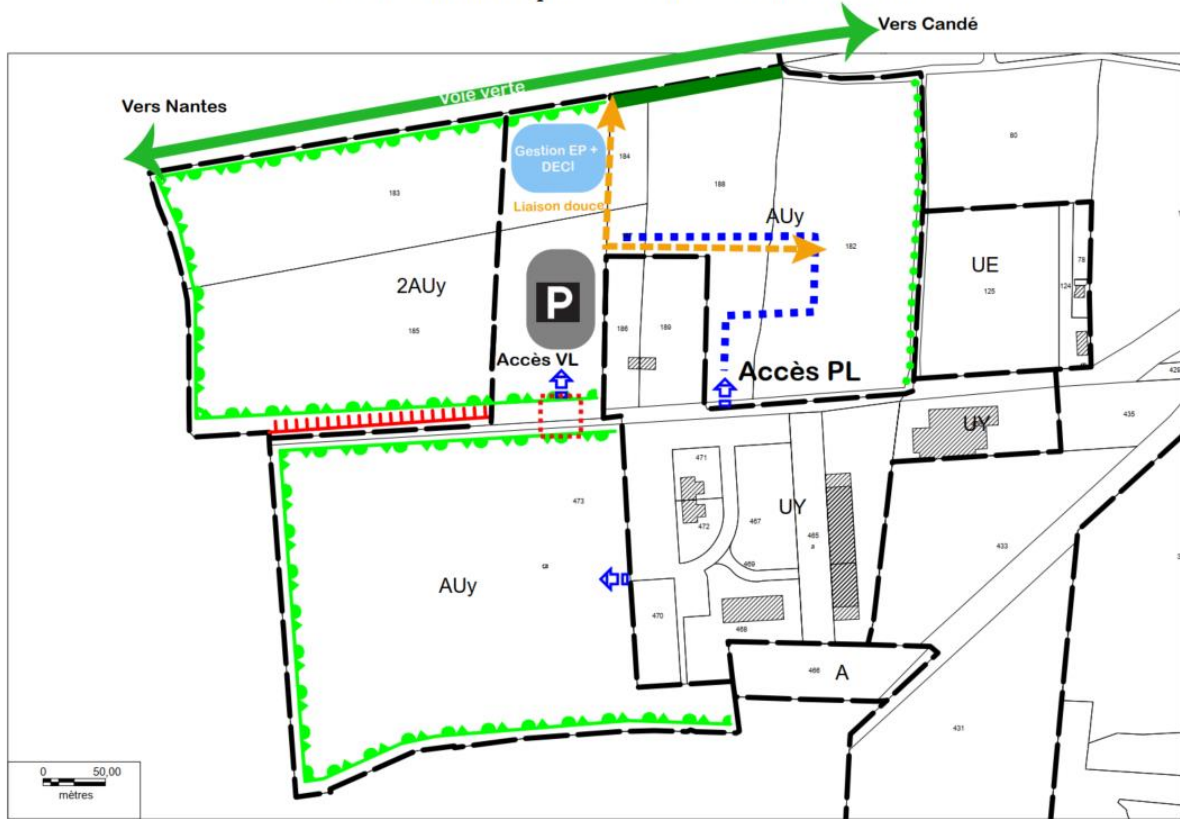 Vers Candé
Voie verte
Vers Nantes
Gestion EP +
DECI
184
80
183
188
Liaison douce
AUy
182
UE
78
125
124
2AUy
P
185
186
189
Accès VL
Accès PL
UY
435
471
473
UY
472
467
465
433
469
AUy
470
468
466
A
431
0 50,00
mètres